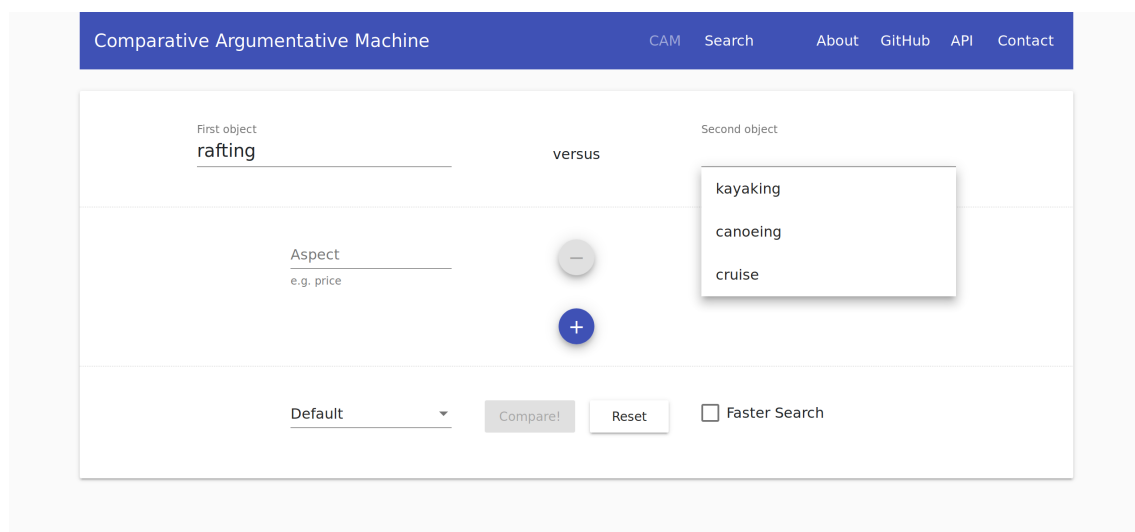 Comparative Argumentative Machine CAM Search About GitHub API Contact
First object
rafting
versus
Second object
kayaking
canoeing
cruise
Aspect
e.g. price
−
+
Default
Compare!
Reset
Faster Search